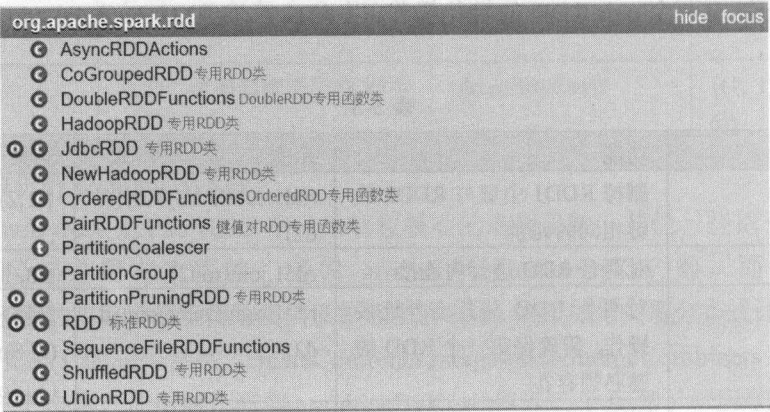 org.apache.spark.rdd hide focus
AsyncRDDActions
CoGroupedRDD 专用RDD类
DoubleRDDFunctions DoubleRDD专用函数类
HadoopRDD 专用RDD类
JdbcRDD 专用RDD类
NewHadoopRDD 专用RDD类
OrderedRDDFunctions OrderedRDD专用函数类
PairRDDFunctions 键值对RDD专用函数类
PartitionCoalescer
PartitionGroup
PartitionPruningRDD 专用RDD类
RDD 标准RDD类
SequenceFileRDDFunctions
ShuffledRDD 专用RDD类
UnionRDD 专用RDD类